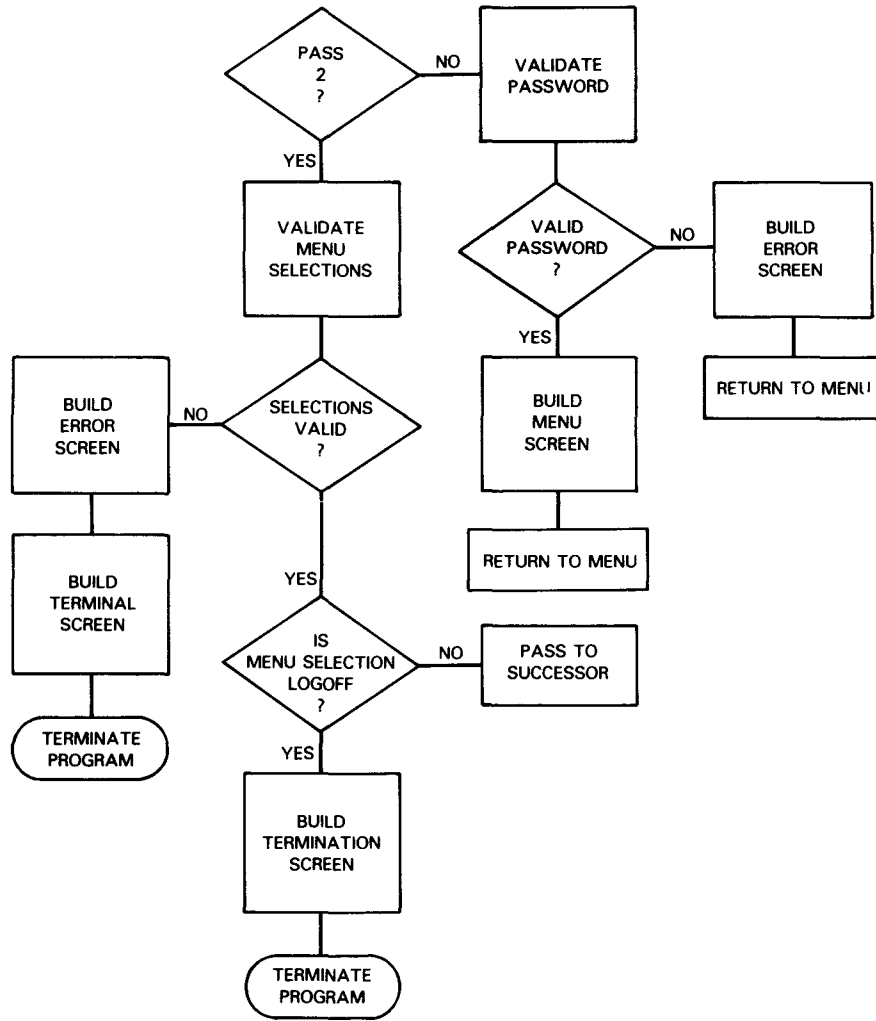 PASS
2
?
NO
VALIDATE
PASSWORD
YES
VALIDATE
MENU
SELECTIONS
VALID
PASSWORD
?
NO
BUILD
ERROR
SCREEN
YES
RETURN TO MENU
BUILD
MENU
SCREEN
RETURN TO MENU
SELECTIONS
VALID
?
NO
BUILD
ERROR
SCREEN
BUILD
TERMINAL
SCREEN
TERMINATE
PROGRAM
YES
IS
MENU SELECTION
LOGOFF
?
NO
PASS TO
SUCCESSOR
YES
BUILD
TERMINATION
SCREEN
TERMINATE
PROGRAM